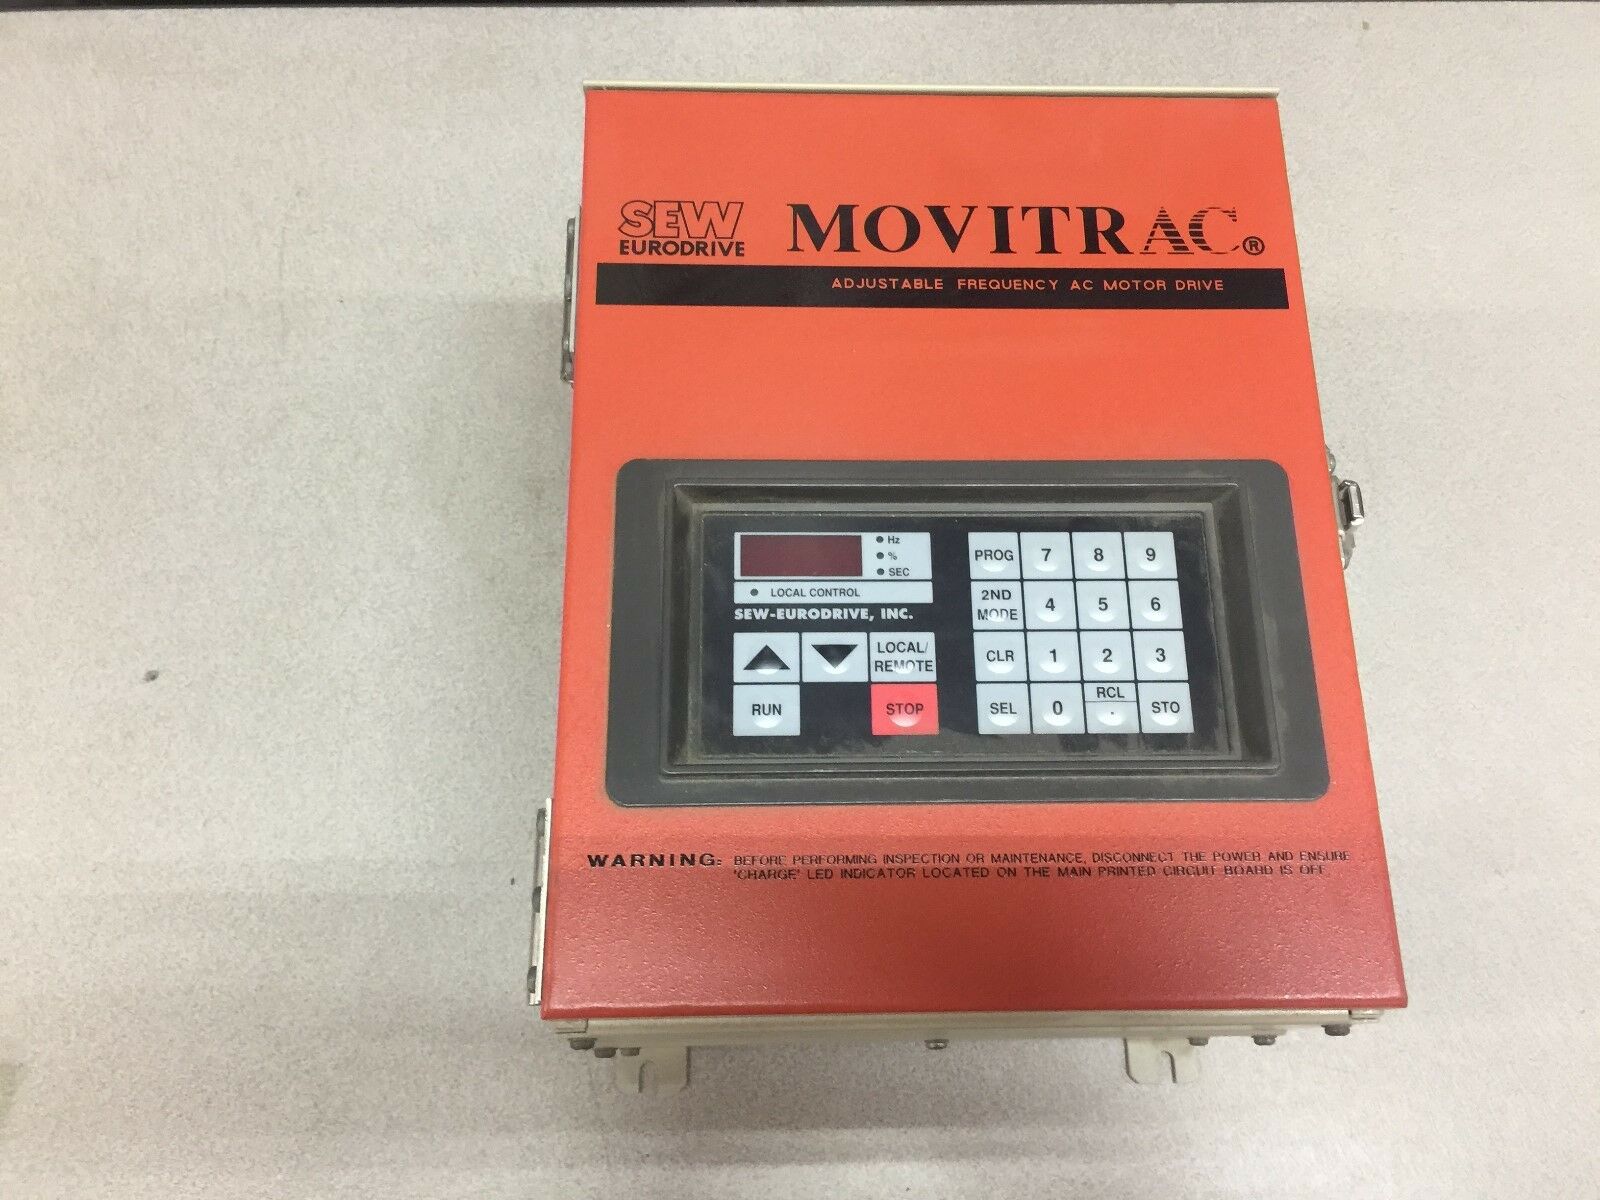 SEW
EURODRIVE
MOVITRAC®
ADJUSTABLE FREQUENCY AC MOTOR DRIVE
Hz
%
SEC
LOCAL CONTROL
SEW-EURODRIVE, INC.
LOCAL/
REMOTE
RUN
STOP
PROG 7 8 9
2ND
MODE 4 5 6
CLR 1 2 3
SEL 0 RCL
. STO
WARNING: BEFORE PERFORMING INSPECTION OR MAINTENANCE, DISCONNECT THE POWER AND ENSURE
'CHARGE' LED INDICATOR LOCATED ON THE MAIN PRINTED CIRCUIT BOARD IS OFF